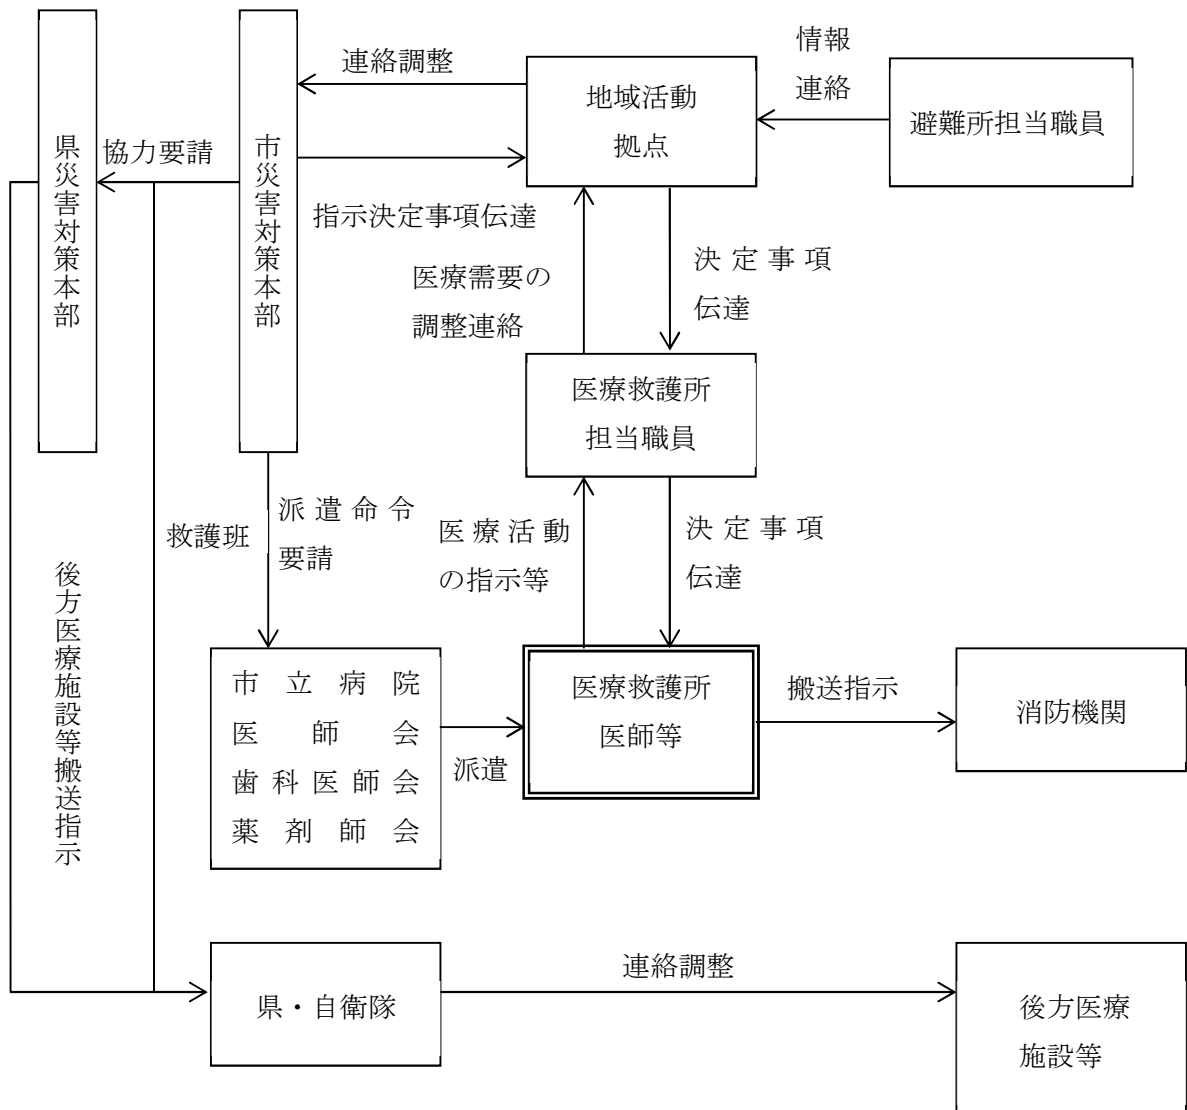 情報
連絡
連絡調整
地域活動
拠点
避難所担当職員
県災害対策本部
協力要請
市災害対策本部
指示決定事項伝達
医療需要の
調整連絡
決定事項
伝達
医療救護所
担当職員
救護班
派遣命令
要請
医療活動
の指示等
決定事項
伝達
後方医療施設等搬送指示
市立病院
医師会
歯科医師会
薬剤師会
派遣
医療救護所
医師等
搬送指示
消防機関
県・自衛隊
連絡調整
後方医療
施設等